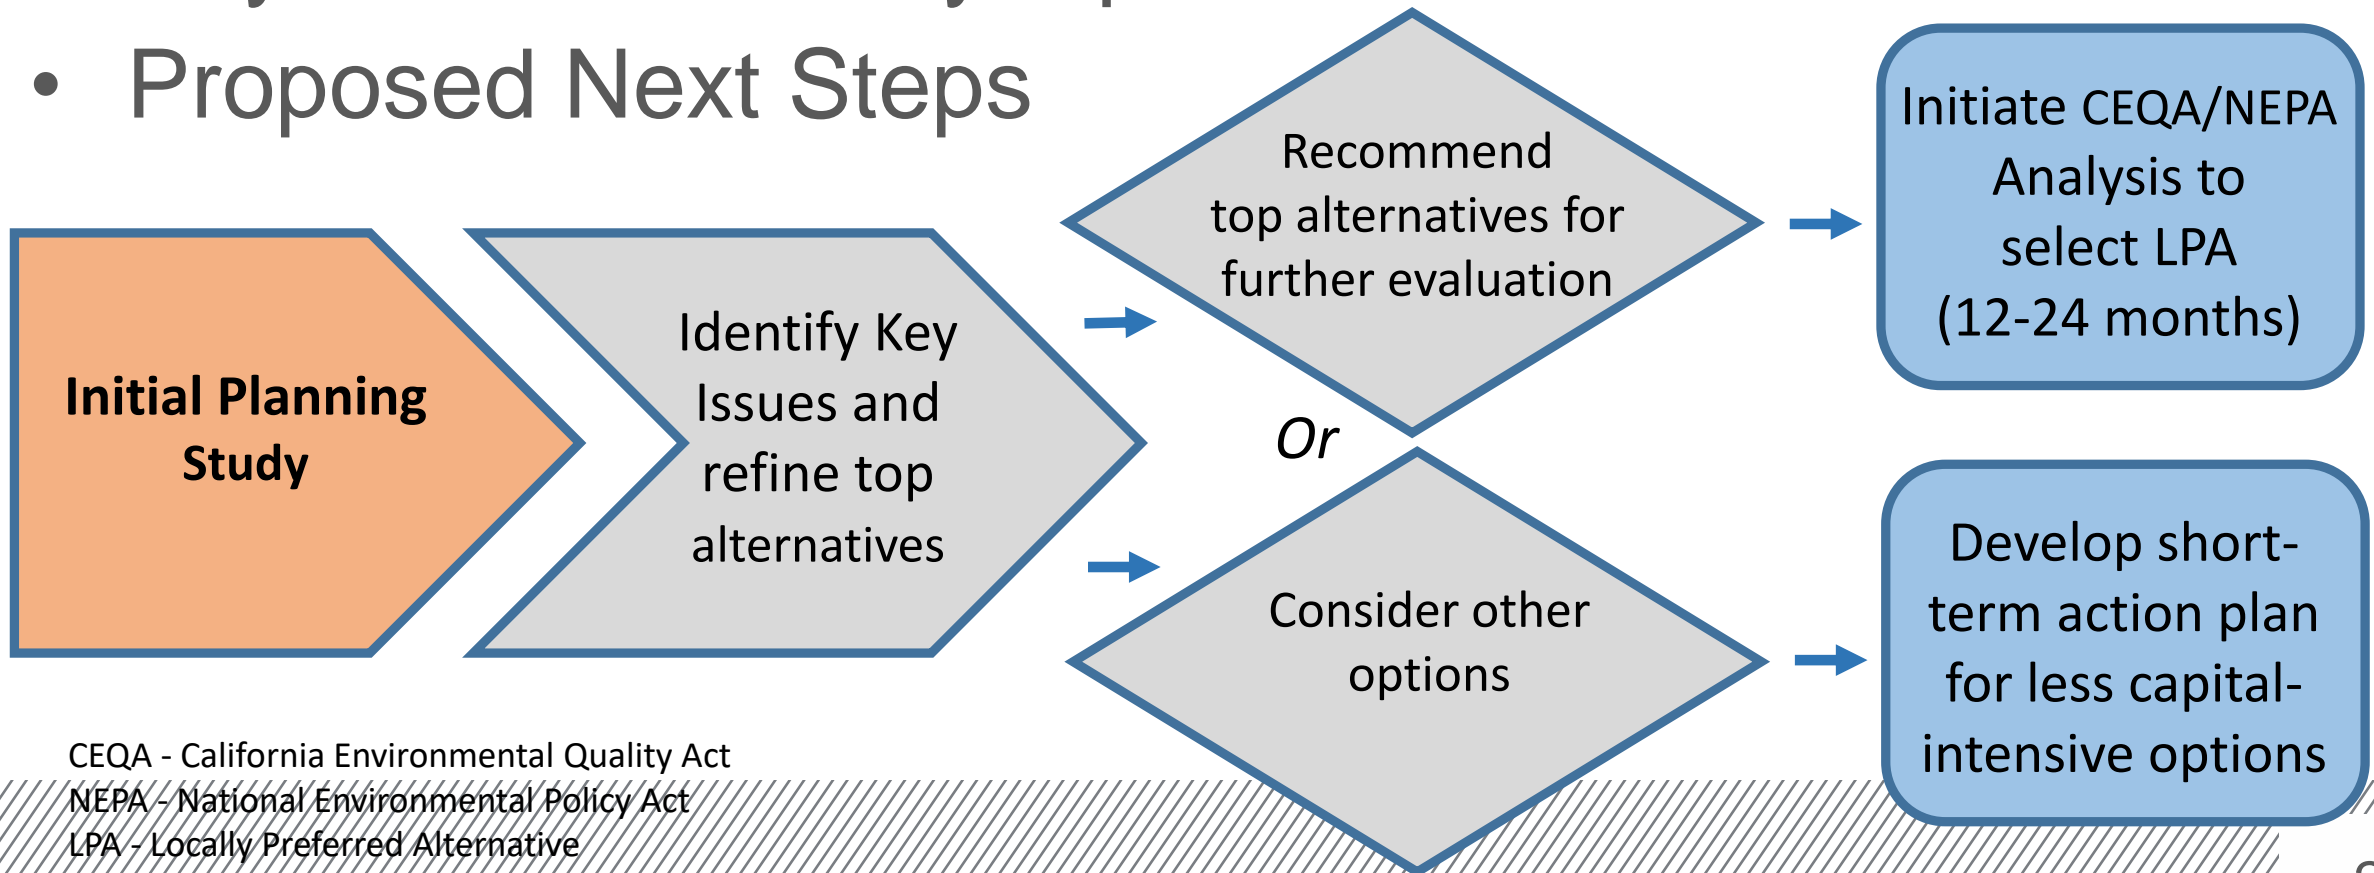 • Proposed Next Steps
Initial Planning
Study
Identify Key
Issues and
refine top
alternatives
Recommend
top alternatives for
further evaluation
Or
Consider other
options
Initiate CEQA/NEPA
Analysis to
select LPA
(12-24 months)
Develop short-
term action plan
for less capital-
intensive options
CEQA - California Environmental Quality Act
NEPA - National Environmental Policy Act
LPA - Locally Preferred Alternative